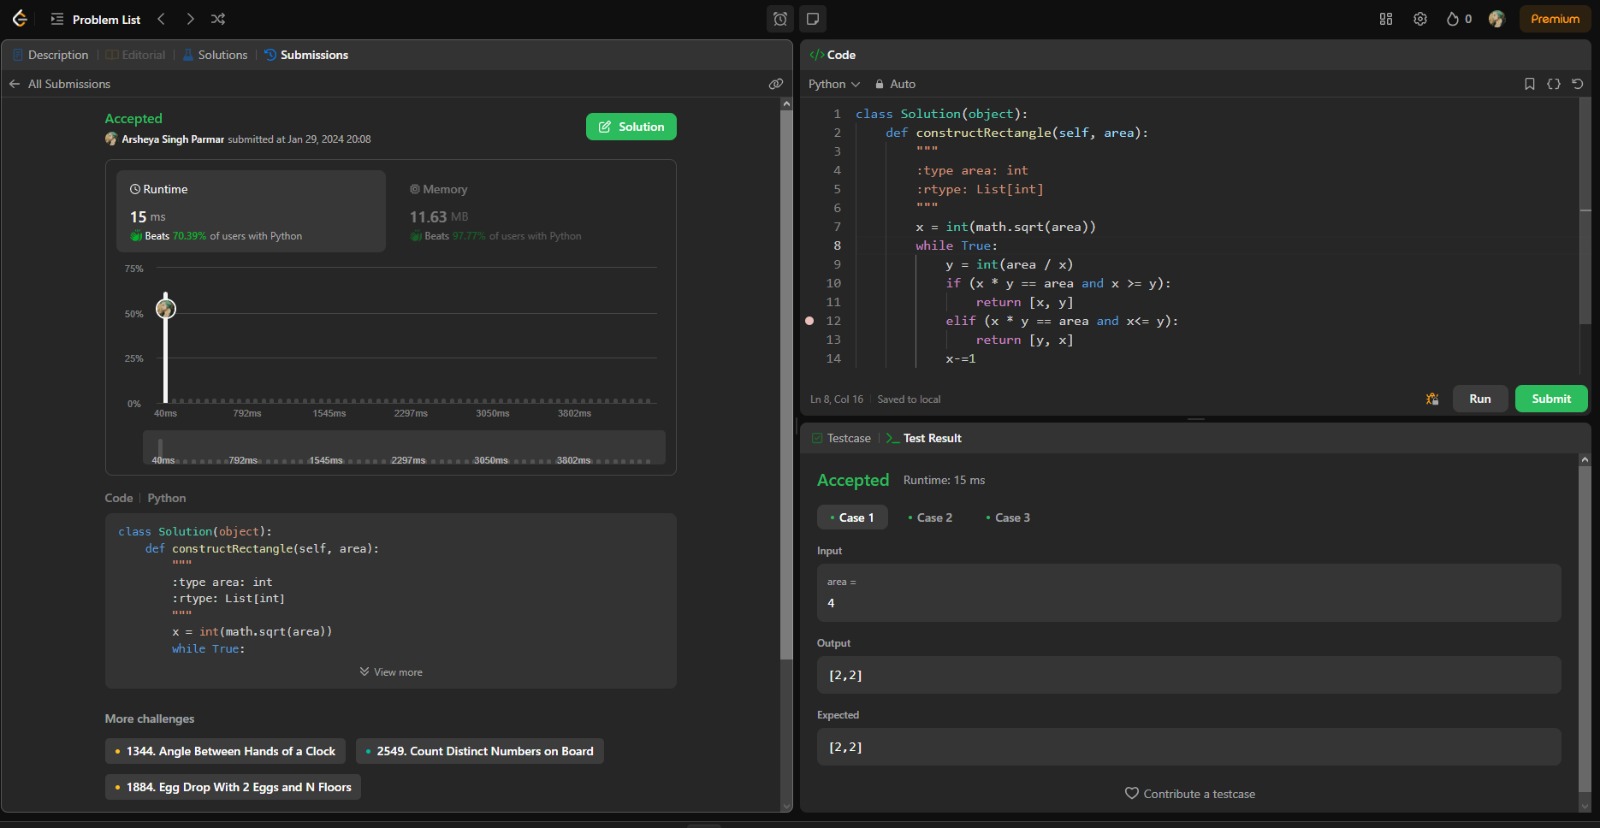 Problem List
0
Premium
Description
Editorial
Solutions
Submissions
All Submissions
Accepted
Arsheya Singh Parmar submitted at Jan 29, 2024 20:08
Solution
Runtime
15 ms
Beats 70.39% of users with Python
Memory
11.63 MB
Beats 97.77% of users with Python
75%
50%
25%
0%
40ms 792ms 1545ms 2297ms 3050ms 3802ms
40ms 792ms 1545ms 2297ms 3050ms 3802ms
Code | Python
class Solution(object):
def constructRectangle(self, area):
"""
:type area: int
:rtype: List[int]
"""
x = int(math.sqrt(area))
while True:
View more
More challenges
1344. Angle Between Hands of a Clock
2549. Count Distinct Numbers on Board
1884. Egg Drop With 2 Eggs and N Floors
</> Code
Python
Auto
1 class Solution(object):
2 def constructRectangle(self, area):
3 """
4 :type area: int
5 :rtype: List[int]
6 """
7 x = int(math.sqrt(area))
8 while True:
9 y = int(area / x)
10 if (x * y == area and x >= y):
11 return [x, y]
12 elif (x * y == area and x<= y):
13 return [y, x]
14 x-=1
Ln 8, Col 16 | Saved to local
Run
Submit
Testcase
Test Result
Accepted Runtime: 15 ms
Case 1
Case 2
Case 3
Input
area =
4
Output
[2,2]
Expected
[2,2]
Contribute a testcase